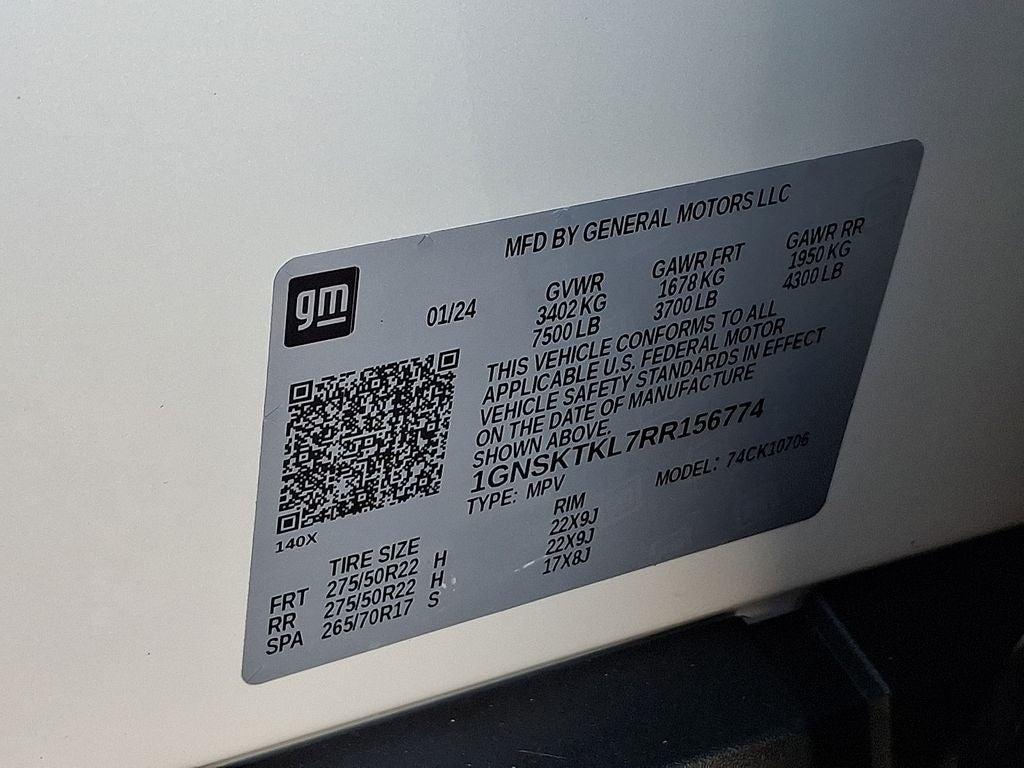 MFD BY GENERAL MOTORS LLC
gm
01/24
GVWR GAWR FRT GAWR RR
3402 KG 1678 KG 1950 KG
7500 LB 3700 LB 4300 LB
THIS VEHICLE CONFORMS TO ALL
APPLICABLE U.S. FEDERAL MOTOR
VEHICLE SAFETY STANDARDS IN EFFECT
ON THE DATE OF MANUFACTURE
SHOWN ABOVE.
1GNSKTKL7RR156774
TYPE: MPV MODEL: 74CK10706
140X
TIRE SIZE RIM
FRT 275/50R22 H 22X9J
RR 275/50R22 H 22X9J
SPA 265/70R17 S 17X8J